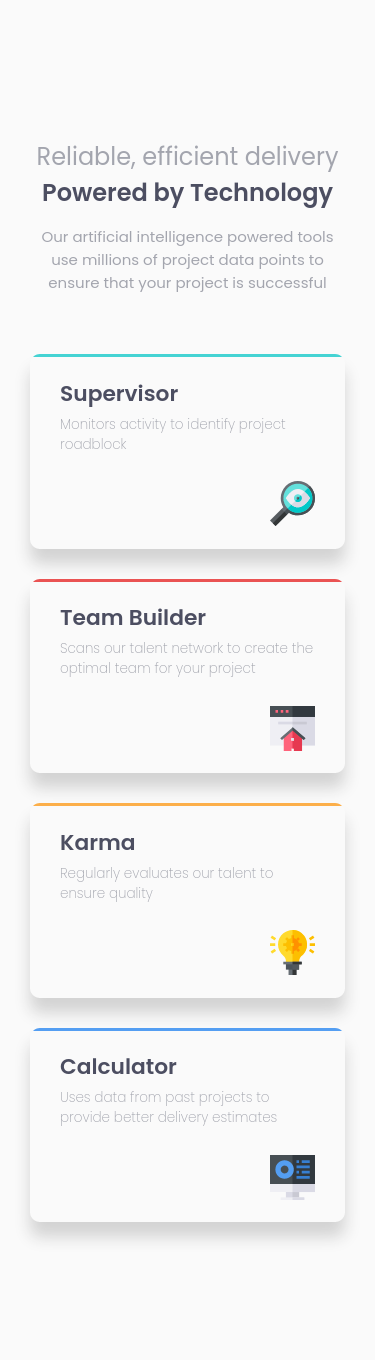 Reliable, efficient delivery
Powered by Technology
Our artificial intelligence powered tools
use millions of project data points to
ensure that your project is successful
Supervisor
Monitors activity to identify project
roadblock
Team Builder
Scans our talent network to create the
optimal team for your project
Karma
Regularly evaluates our talent to
ensure quality
Calculator
Uses data from past projects to
provide better delivery estimates